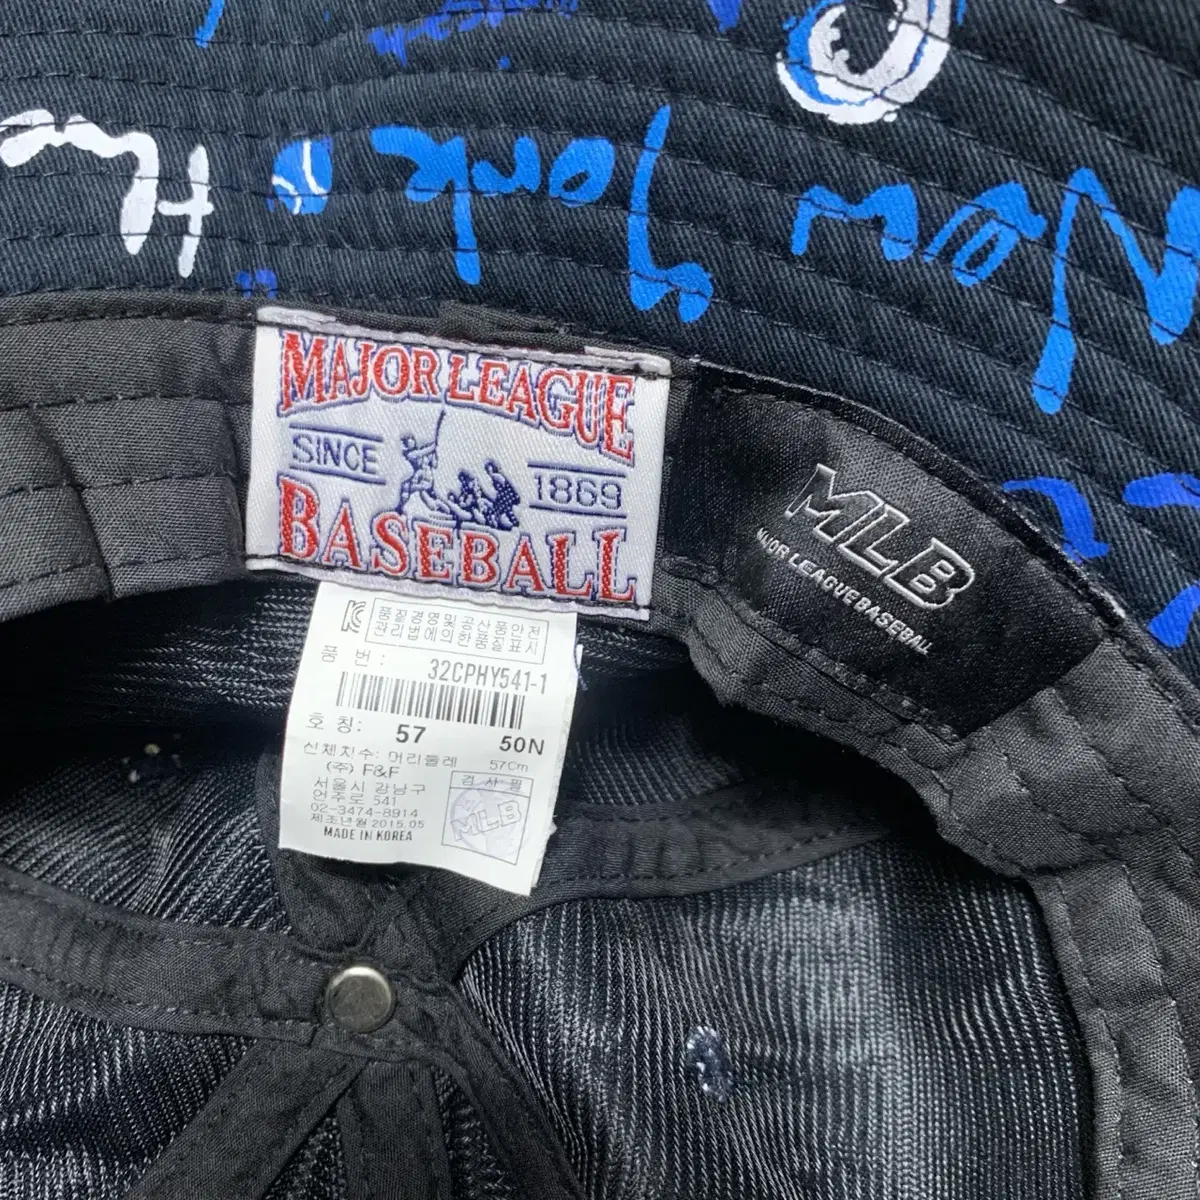 the
York
New
MAJOR LEAGUE
SINCE
1869
BASEBALL
MLB
MAJOR LEAGUE BASEBALL
품질경영및공산품안전
관리법에의한품질표시
품 번 : 32CPHY541-1
호 칭: 57 50N
신체치수: 머리둘레 57Cm
(주) F&F
서울시 강남구
언주로 541
02-3474-8914
제조년월 2015.05
MADE IN KOREA
검 사 필
MLB